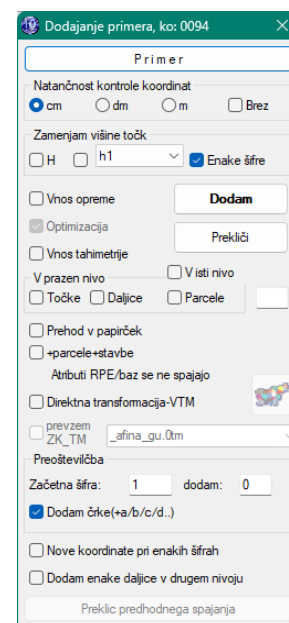 Dodajanje primera, ko: 0094
Primer
Natančnost kontrole koordinat
cm dm m Brez
Zamenjam višine točk
H h1 Enake šifre
Vnos opreme Dodam
Optimizacija
Prekliči
Vnos tahimetrije
V isti nivo
V prazen nivo
Točke Daljice Parcele
Prehod v papirček
+parcele+stavbe
Atributi RPE/baz se ne spajajo
Direktna transformacija-VTM
prevzem
ZK_TM _afina_gu.0tm
Preoštevilčba
Začetna šifra: 1 dodam: 0
Dodam črke(+a/b/c/d..)
Nove koordinate pri enakih šifrah
Dodam enake daljice v drugem nivoju
Preklic predhodnega spajanja